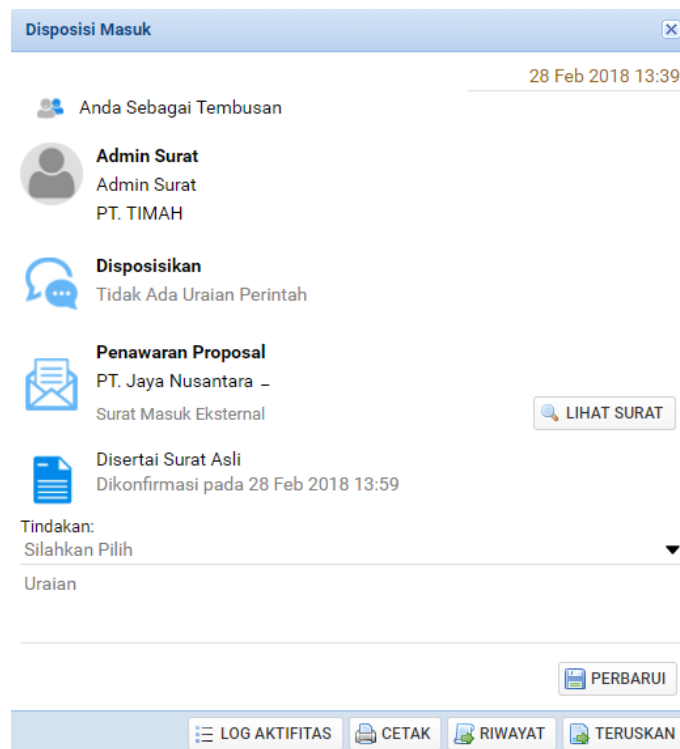 Disposisi Masuk
28 Feb 2018 13:39
Anda Sebagai Tembusan
Admin Surat
Admin Surat
PT. TIMAH
Disposisikan
Tidak Ada Uraian Perintah
Penawaran Proposal
PT. Jaya Nusantara –
Surat Masuk Eksternal
LIHAT SURAT
Disertai Surat Asli
Dikonfirmasi pada 28 Feb 2018 13:59
Tindakan:
Silahkan Pilih
Uraian
PERBARUI
LOG AKTIFITAS CETAK RIWAYAT TERUSKAN